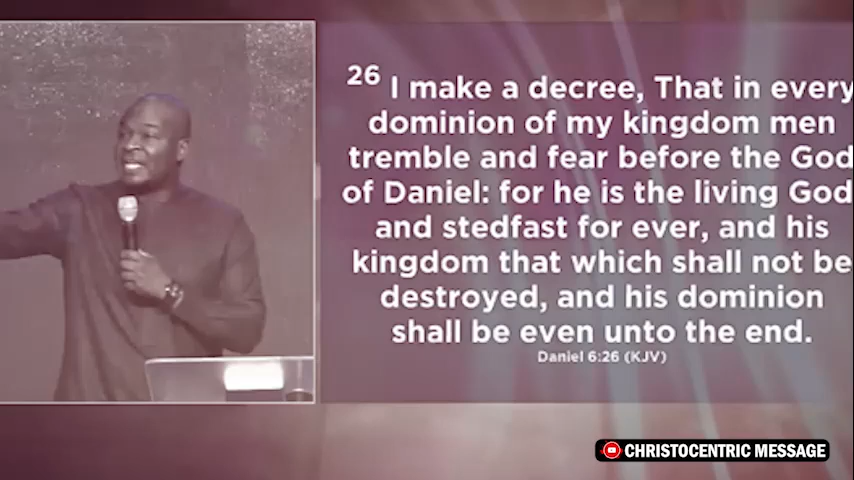 26 I make a decree, That in every
dominion of my kingdom men
tremble and fear before the God
of Daniel: for he is the living God
and stedfast for ever, and his
kingdom that which shall not be
destroyed, and his dominion
shall be even unto the end.
Daniel 6:26 (KJV)
CHRISTOCENTRIC MESSAGE